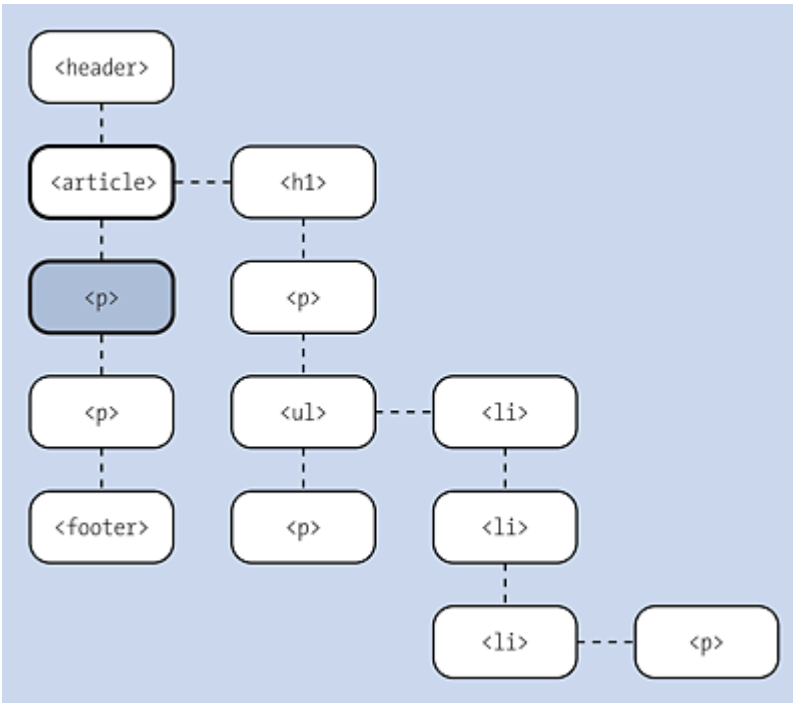 <header>
<article>
<h1>
<p>
<p>
<p>
<ul>
<li>
<footer>
<p>
<li>
<li>
<p>